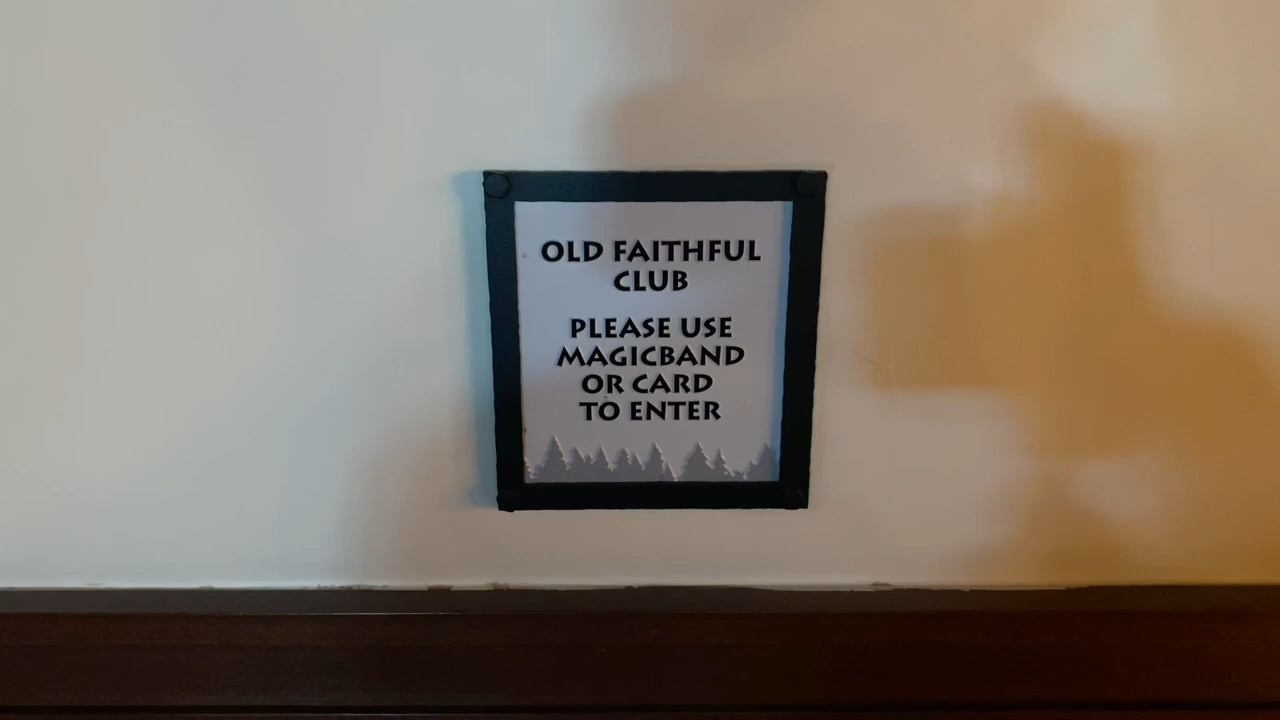 OLD FAITHFUL
CLUB
PLEASE USE
MAGICBAND
OR CARD
TO ENTER